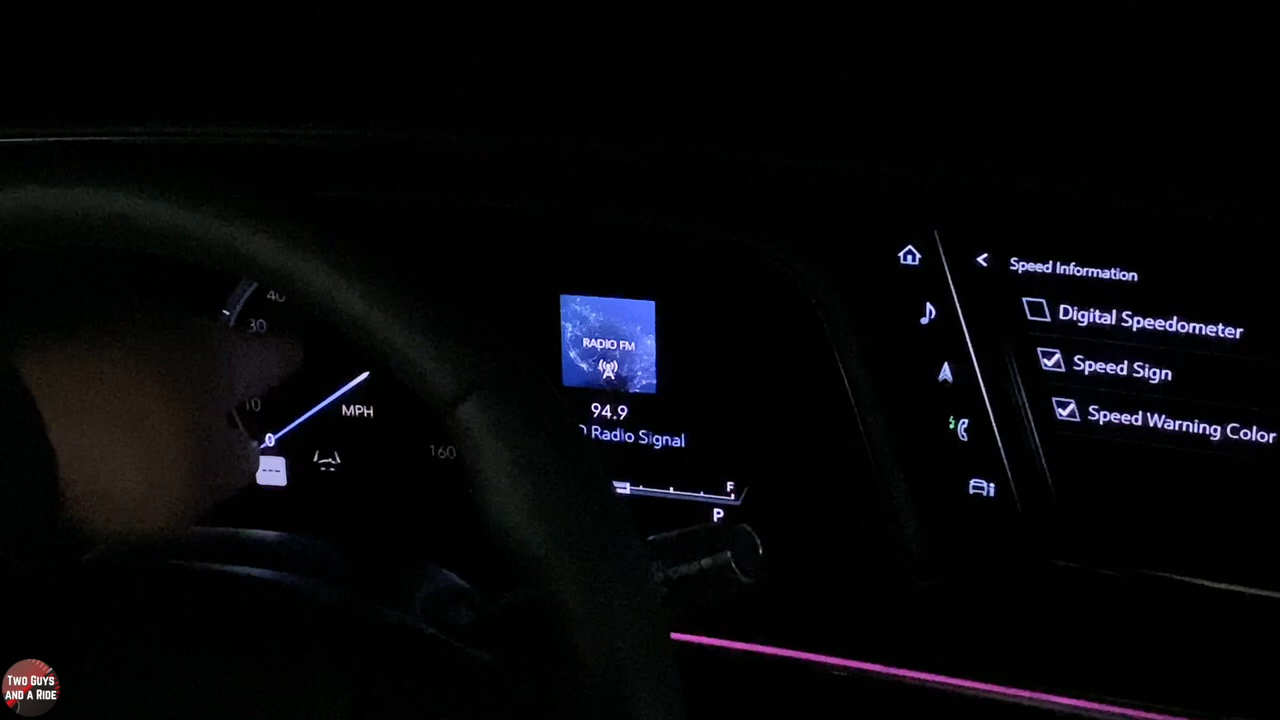 40
30
10
0
MPH
160
RADIO FM
94.9
Radio Signal
F
P
Speed Information
Digital Speedometer
Speed Sign
Speed Warning Color
TWO GUYS
AND A RIDE